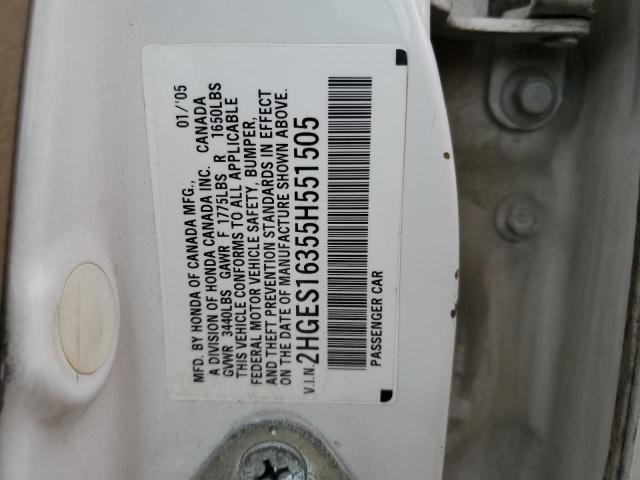 MFD. BY HONDA OF CANADA MFG., 01/'05
A DIVISION OF HONDA CANADA INC. CANADA
GVWR 3440LBS GAWR F 1775LBS R 1650LBS
THIS VEHICLE CONFORMS TO ALL APPLICABLE
FEDERAL MOTOR VEHICLE SAFETY, BUMPER,
AND THEFT PREVENTION STANDARDS IN EFFECT
ON THE DATE OF MANUFACTURE SHOWN ABOVE.
V.I.N. 2HGES16355H551505
PASSENGER CAR